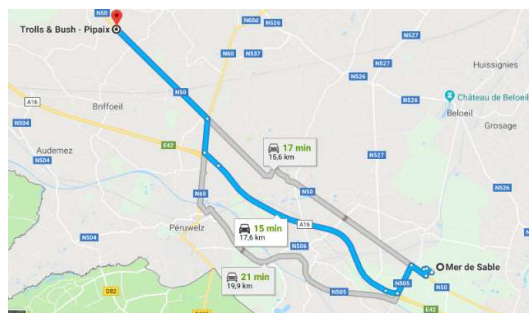 N50
N60d
N526
N527
Trolls & Bush - Pipaix
N60
N537
N526
Huissignies
N50
N526
Château de Beloeil
Briffoeil
A16
Beloeil
N504
Grosage
E42
17 min
15,6 km
Audemez
N527
N504
N60
N50
N526
15 min
17,6 km
A16
N504
Péruwelz
N506
Mer de Sable
21 min
19,9 km
N505
N50
D82
N505
E42